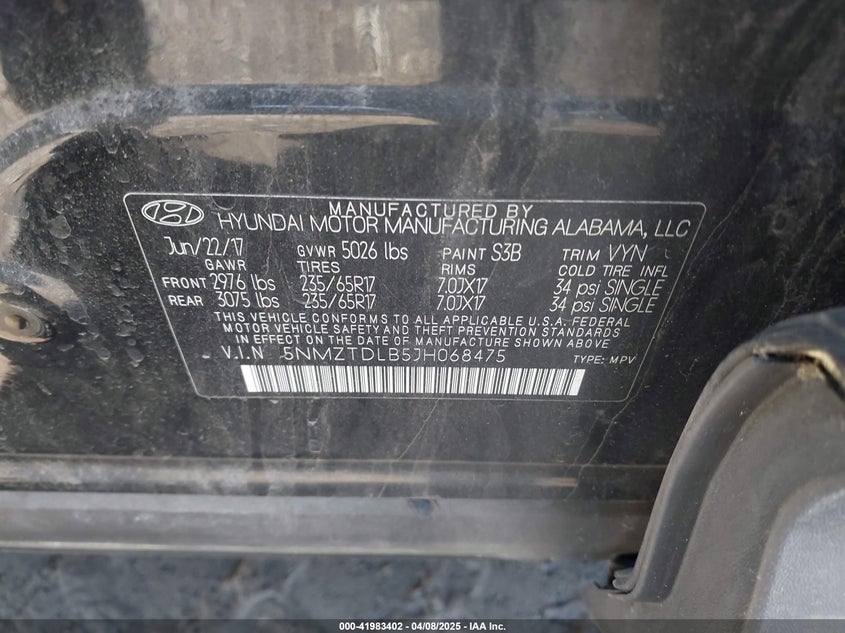 MANUFACTURED BY
HYUNDAI MOTOR MANUFACTURING ALABAMA, LLC
Jun/22/17 GVWR 5026 lbs PAINT S3B TRIM VYN
GAWR TIRES RIMS COLD TIRE INFL
FRONT 2976 lbs 235/65R17 7.0JX17 34 psi SINGLE
REAR 3075 lbs 235/65R17 7.0JX17 34 psi SINGLE
THIS VEHICLE CONFORMS TO ALL APPLICABLE U.S.A. FEDERAL
MOTOR VEHICLE SAFETY AND THEFT PREVENTION STANDARDS
IN EFFECT ON THE DATE OF MANUFACTURE SHOWN ABOVE.
V.I.N 5NMZTDLB5JH068475 TYPE: MPV
000-41983402 - 04/08/2025 - IAA Inc.